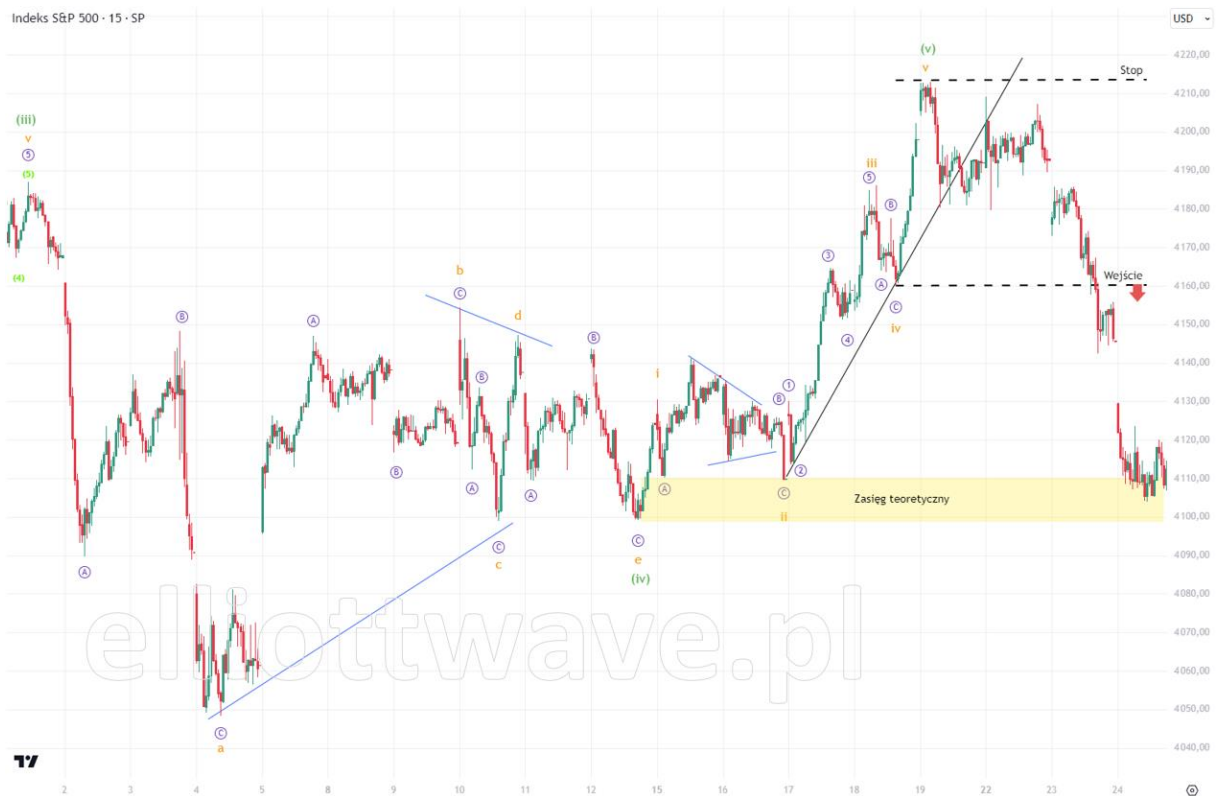 Indeks S&P 500 · 15 · SP
USD
4220,00
4210,00
4200,00
4190,00
4180,00
4170,00
4160,00
4150,00
4140,00
4130,00
4120,00
4110,00
4100,00
4090,00
4080,00
4070,00
4060,00
4050,00
4040,00
(iii)
v
5
(5)
(4)
A
B
C
a
A
B
b
C
B
A
C
c
d
A
B
C
e
(iv)
i
A
B
1
2
C
ii
3
4
iii
5
B
A
C
iv
(v)
v
Stop
Wejście
Zasięg teoretyczny
elliottwave.pl
2 3 4 5 8 9 10 11 12 15 16 17 18 19 22 23 24